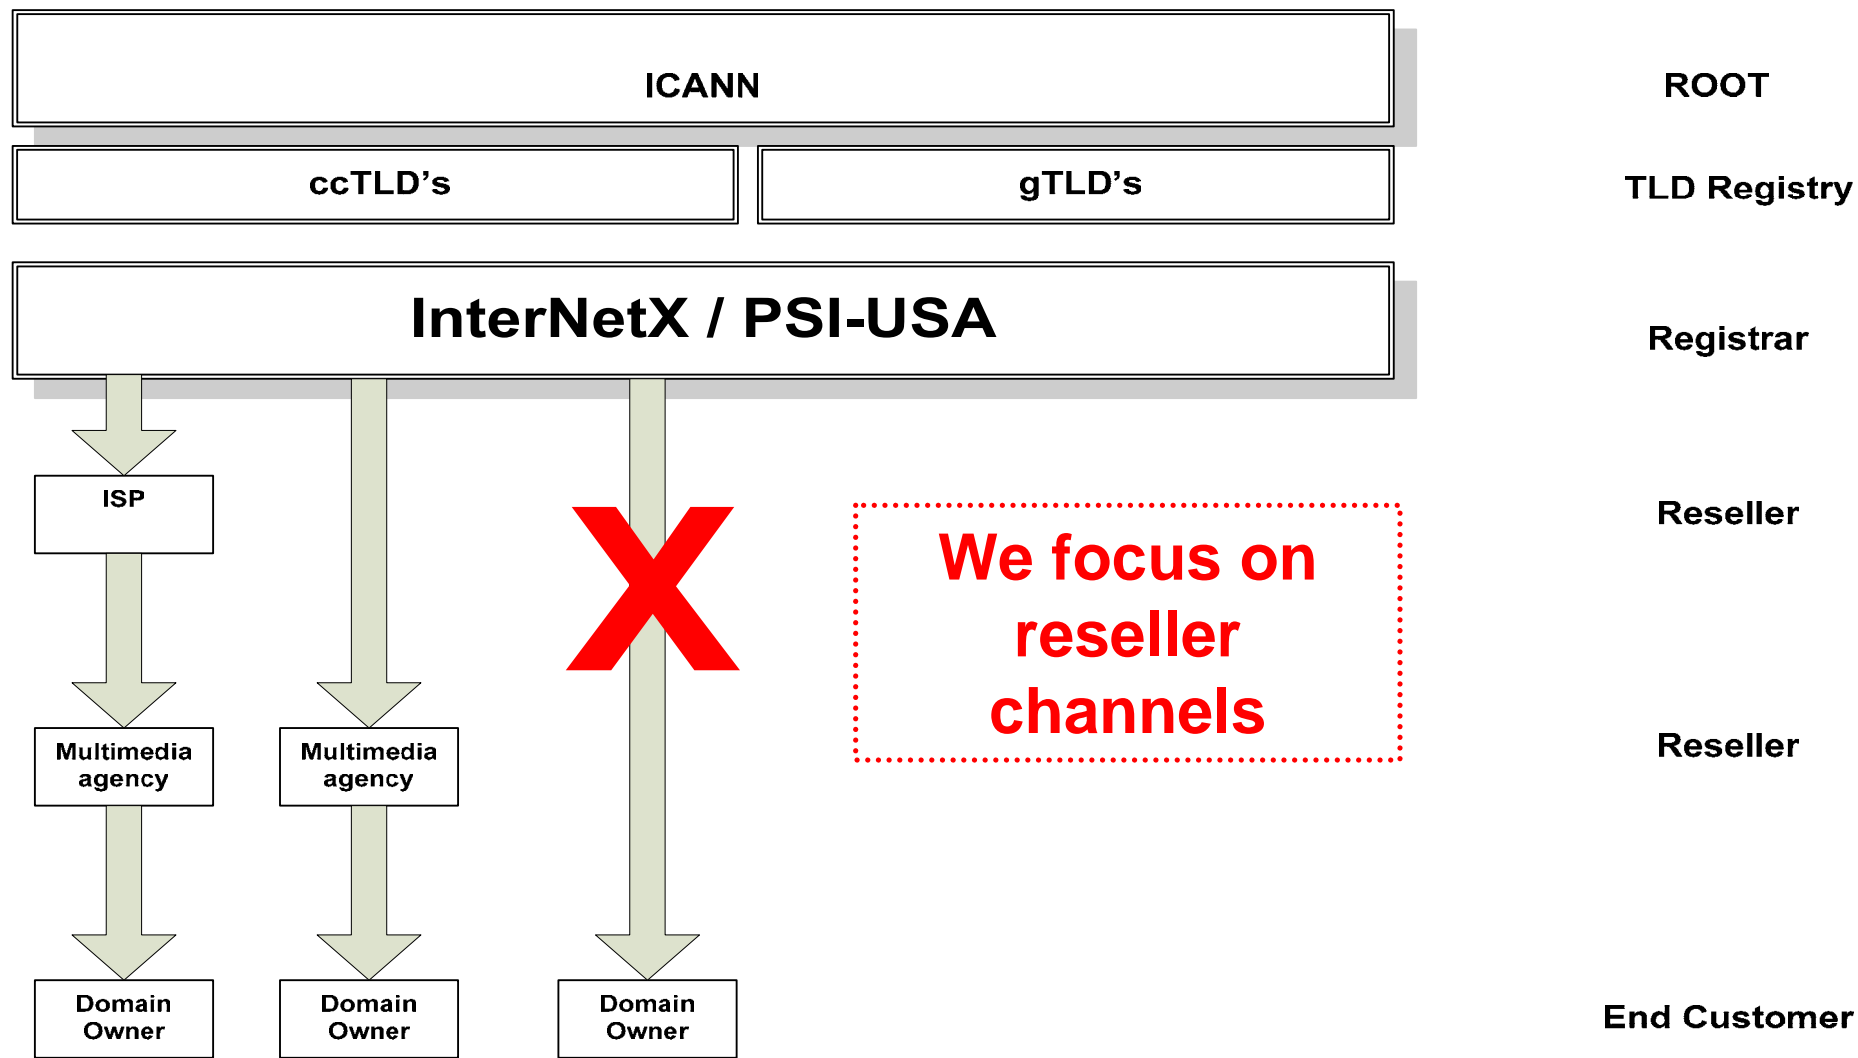 ICANN
ROOT
ccTLD’s
gTLD’s
TLD Registry
InterNetX / PSI-USA
Registrar
ISP
Reseller
X
We focus on
reseller
channels
Multimedia
agency
Multimedia
agency
Reseller
Domain
Owner
Domain
Owner
Domain
Owner
End Customer